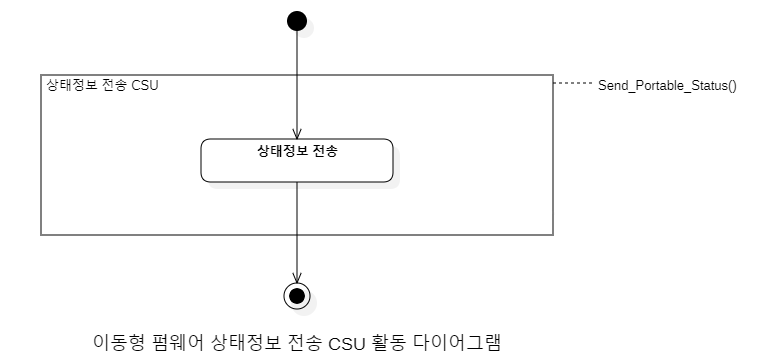 상태정보 전송 CSU
Send_Portable_Status()
상태정보 전송
이동형 펌웨어 상태정보 전송 CSU 활동 다이어그램